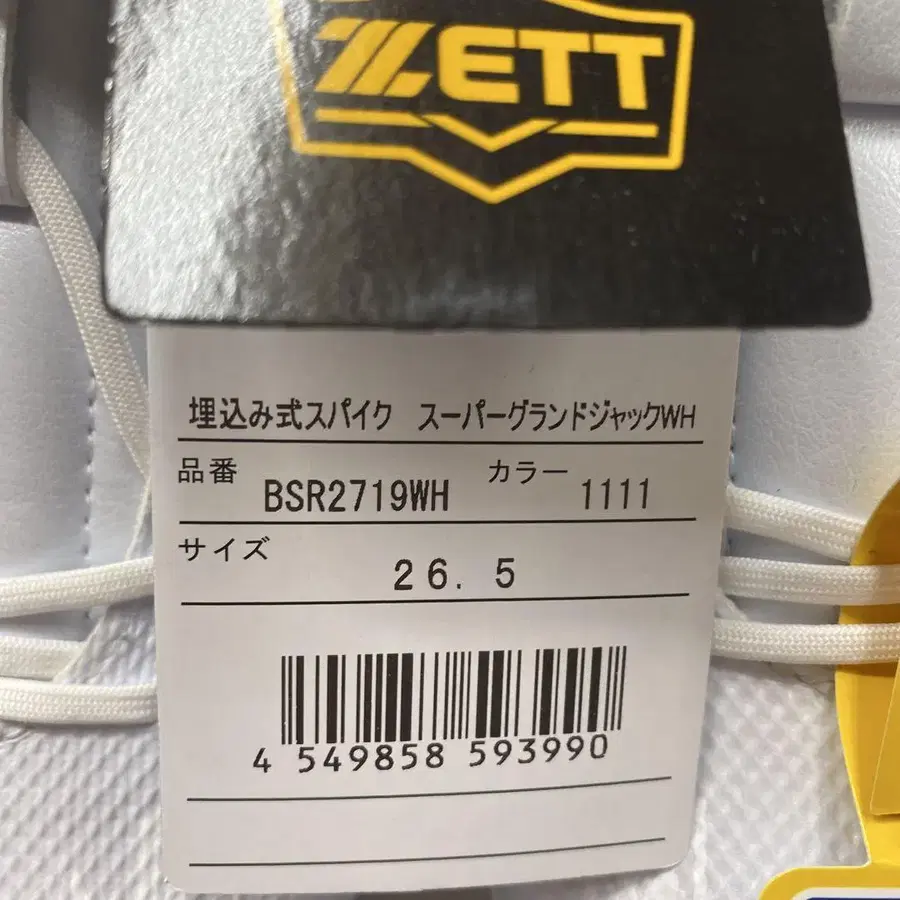 ZETT
埋込み式スパイク スーパーグランドジャックWH
品番 BSR2719WH カラー 1111
サイズ 26.5
4 549858 593990